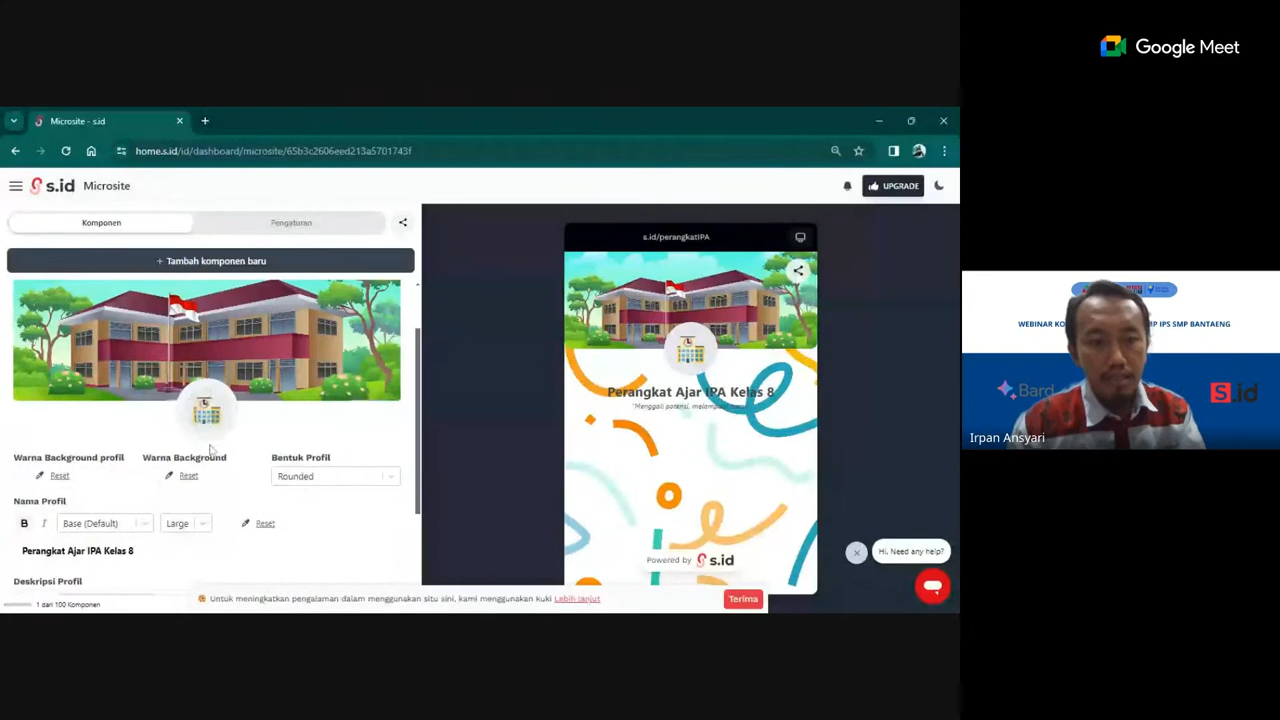 Google Meet
Microsite - s.id
home.s.id/id/dashboard/microsite/65b3c2606eed213a5701743f
s.id Microsite
UPGRADE
Komponen
Pengaturan
+ Tambah komponen baru
s.id/perangkatIPA
Perangkat Ajar IPA Kelas 8
"Menggali potensi,
Warna Background profil
Warna Background
Bentuk Profil
Reset
Reset
Rounded
Nama Profil
B I Base (Default) Large Reset
Perangkat Ajar IPA Kelas 8
Deskripsi Profil
1 dari 100 Komponen
Powered by s.id
Hi. Need any help?
Untuk meningkatkan pengalaman dalam menggunakan situs ini, kami menggunakan kuki Lebih lanjut
Terima
WEBINAR
IPS SMP BANTAENG
Bard
S.id
Irpan Ansyari